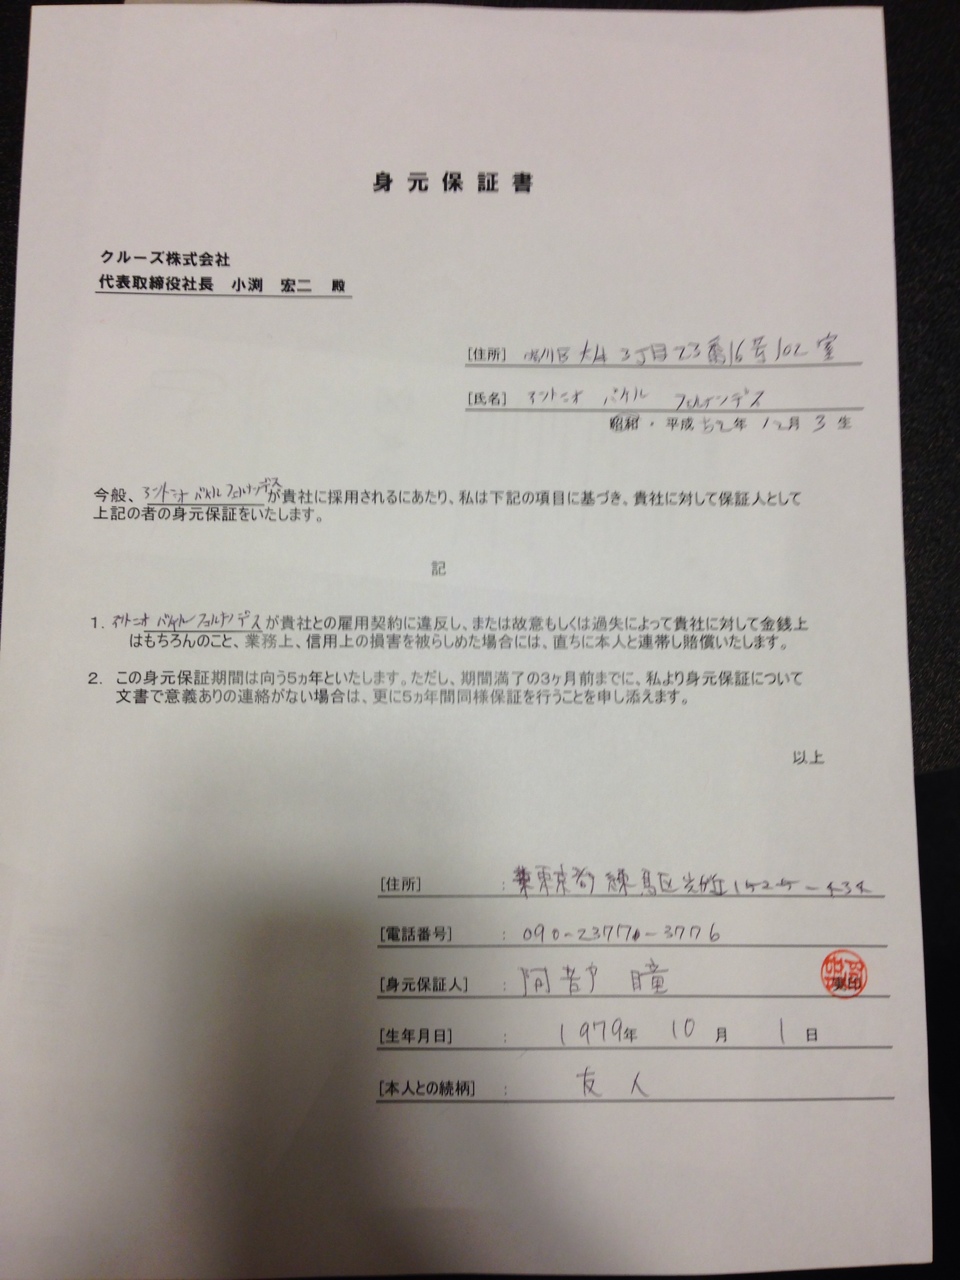 身元保証書
クルーズ株式会社
代表取締役社長 小渕 宏二 殿
[住所] 品川区大井3丁目23番16号102室
[氏名] アントニオ バケル フェルナンデス
昭和・平成 年 12月 3生
今般、アントニオ バケル フェルナンデスが貴社に採用されるにあたり、私は下記の項目に基づき、貴社に対して保証人として
上記の者の身元保証をいたします。
記
1. アントニオ バケル フェルナンデスが貴社との雇用契約に違反し、または故意もしくは過失によって貴社に対して金銭上
はもちろんのこと、業務上、信用上の損害を被らしめた場合には、直ちに本人と連帯し賠償いたします。
2. この身元保証期間は向う5ヵ年といたします。ただし、期間満了の3ヶ月前までに、私より身元保証について
文書で意義ありの連絡がない場合は、更に5ヵ年間同様保証を行うことを申し添えます。
以上
[住所] : 東京都練馬区
[電話番号] : 090-23770-3776
[身元保証人] : 阿部 瞳 実印
[生年月日] : 1979年 10月 1日
[本人との続柄] : 友人